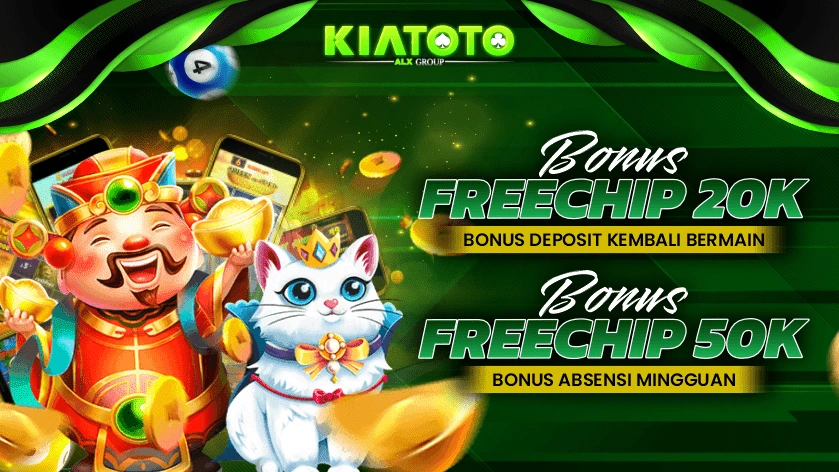 KIATOTO
ALX GROUP
4
Bonus
FREECHIP 20K
BONUS DEPOSIT KEMBALI BERMAIN
Bonus
FREECHIP 50K
BONUS ABSENSI MINGGUAN